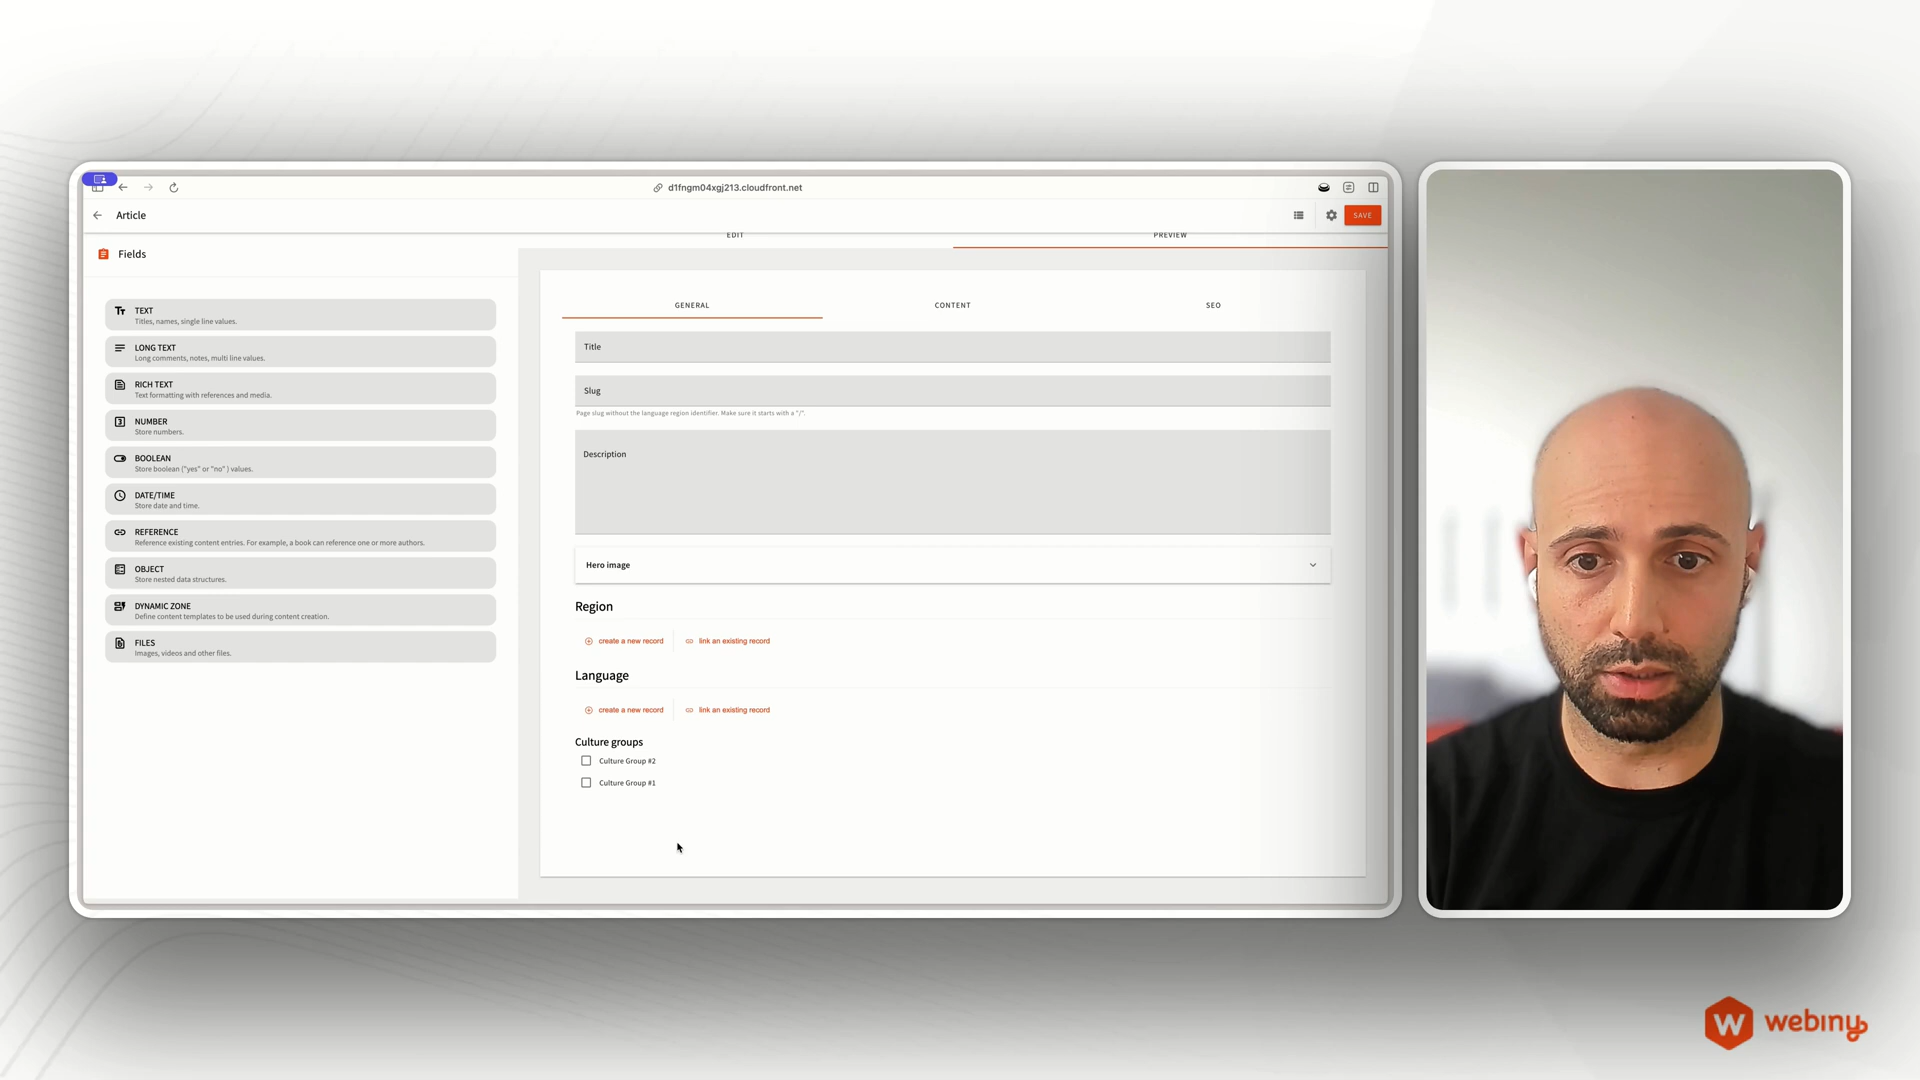 d1fngm04xgj213.cloudfront.net
Article
SAVE
EDIT
PREVIEW
Fields
TEXT
Titles, names, single line values.
LONG TEXT
Long comments, notes, multi line values.
RICH TEXT
Text formatting with references and media.
NUMBER
Store numbers.
BOOLEAN
Store boolean ("yes" or "no" ) values.
DATE/TIME
Store date and time.
REFERENCE
Reference existing content entries. For example, a book can reference one or more authors.
OBJECT
Store nested data structures.
DYNAMIC ZONE
Define content templates to be used during content creation.
FILES
Images, videos and other files.
GENERAL
CONTENT
SEO
Title
Slug
Page slug without the language region identifier. Make sure it starts with a "/".
Description
Hero image
Region
create a new record
link an existing record
Language
create a new record
link an existing record
Culture groups
Culture Group #2
Culture Group #1
W webiny